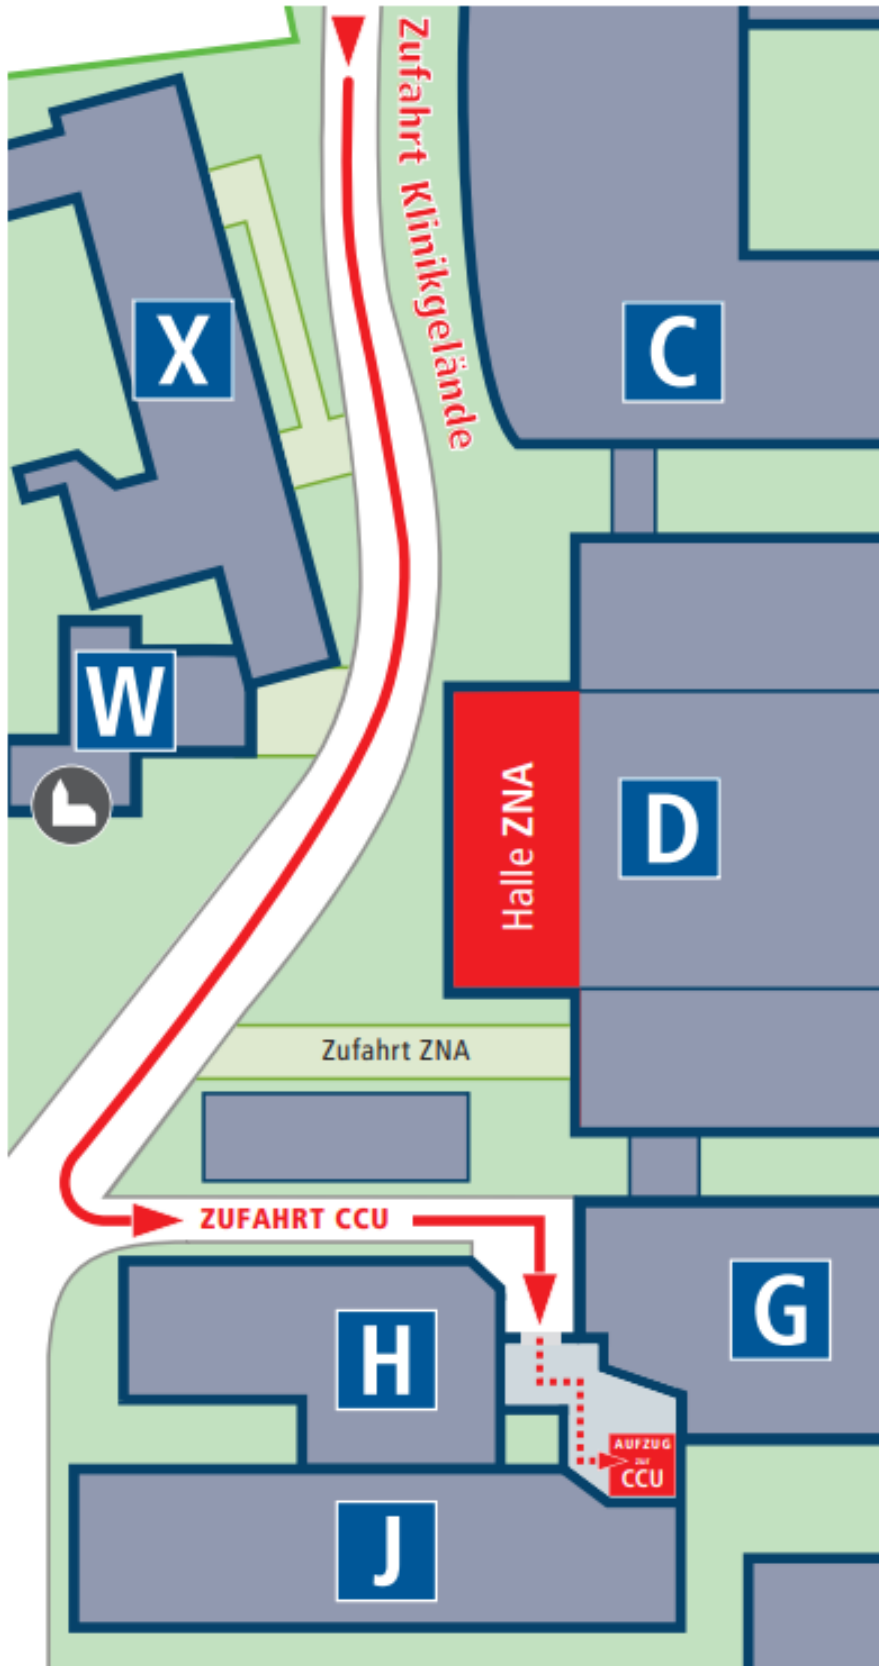 Zufahrt Klinikgelände
X
C
W
Halle ZNA
D
Zufahrt ZNA
ZUFAHRT CCU
G
H
AUFZUG
zur
CCU
J